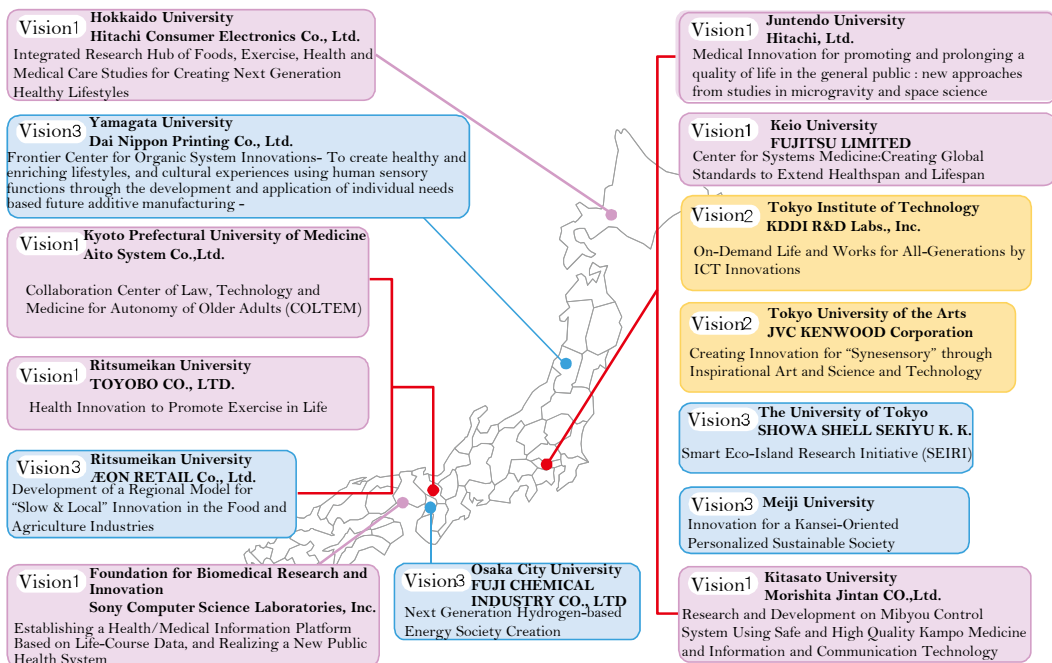 Vision1
Hokkaido University
Hitachi Consumer Electronics Co., Ltd.
Integrated Research Hub of Foods, Exercise, Health and
Medical Care Studies for Creating Next Generation
Healthy Lifestyles
Vision3
Yamagata University
Dai Nippon Printing Co., Ltd.
Frontier Center for Organic System Innovations- To create healthy and
enriching lifestyles, and cultural experiences using human sensory
functions through the development and application of individual needs
based future additive manufacturing -
Vision1
Kyoto Prefectural University of Medicine
Aito System Co.,Ltd.
Collaboration Center of Law, Technology and
Medicine for Autonomy of Older Adults (COLTEM)
Vision1
Ritsumeikan University
TOYOBO CO., LTD.
Health Innovation to Promote Exercise in Life
Vision3
Ritsumeikan University
ÆON RETAIL Co., Ltd.
Development of a Regional Model for
“Slow & Local” Innovation in the Food and
Agriculture Industries
Vision1
Foundation for Biomedical Research and
Innovation
Sony Computer Science Laboratories, Inc.
Establishing a Health/Medical Information Platform
Based on Life-Course Data, and Realizing a New Public
Health System
Vision3
Osaka City University
FUJI CHEMICAL
INDUSTRY CO., LTD
Next Generation Hydrogen-based
Energy Society Creation
Vision1
Juntendo University
Hitachi, Ltd.
Medical Innovation for promoting and prolonging a
quality of life in the general public : new approaches
from studies in microgravity and space science
Vision1
Keio University
FUJITSU LIMITED
Center for Systems Medicine:Creating Global
Standards to Extend Healthspan and Lifespan
Vision2
Tokyo Institute of Technology
KDDI R&D Labs., Inc.
On-Demand Life and Works for All-Generations by
ICT Innovations
Vision2
Tokyo University of the Arts
JVC KENWOOD Corporation
Creating Innovation for “Synesensory” through
Inspirational Art and Science and Technology
Vision3
The University of Tokyo
SHOWA SHELL SEKIYU K. K.
Smart Eco-Island Research Initiative (SEIRI)
Vision3
Meiji University
Innovation for a Kansei-Oriented
Personalized Sustainable Society
Vision1
Kitasato University
Morishita Jintan CO.,Ltd.
Research and Development on Mibyou Control
System Using Safe and High Quality Kampo Medicine
and Information and Communication Technology